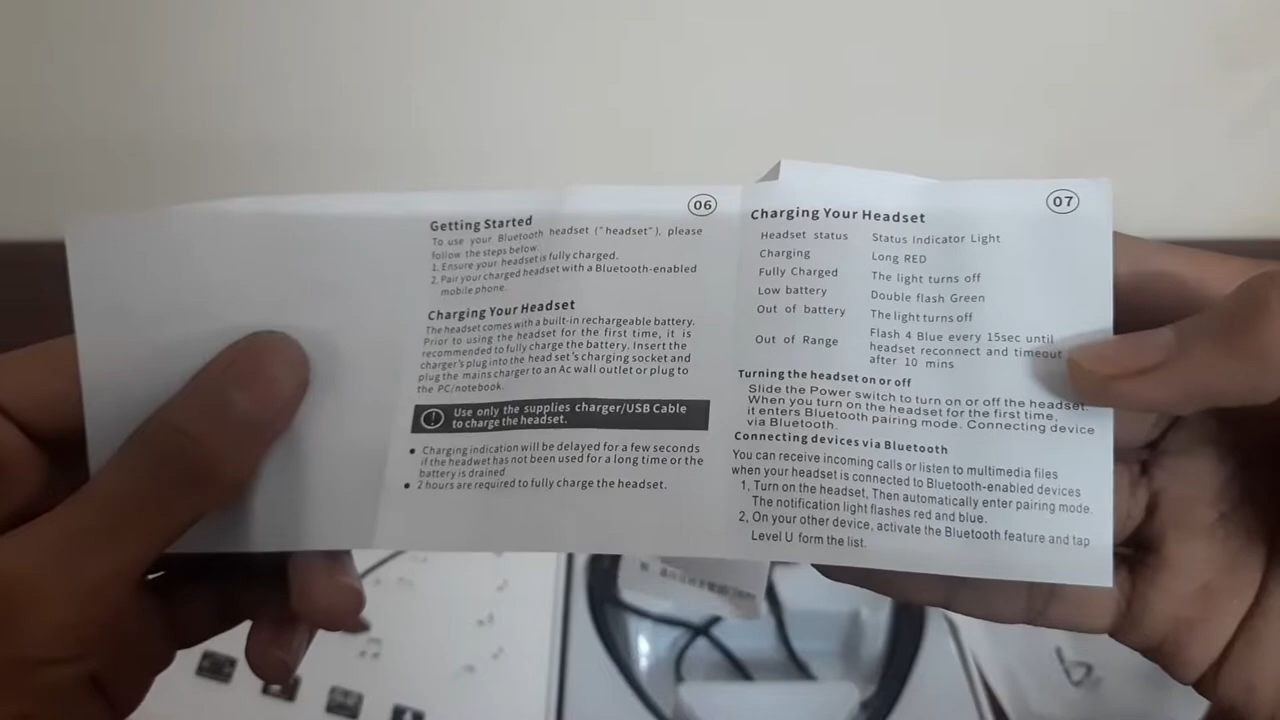 06
Getting Started
To use your Bluetooth headset ("headset"), please
follow the steps below:
1. Ensure your headset is fully charged.
2. Pair your charged headset with a Bluetooth-enabled
mobile phone.
Charging Your Headset
The headset comes with a built-in rechargeable battery.
Prior to using the headset for the first time, it is
recommended to fully charge the battery. Insert the
charger's plug into the head set's charging socket and
plug the mains charger to an Ac wall outlet or plug to
the PC/notebook.
Use only the supplies charger/USB Cable
to charge the headset.
● Charging indication will be delayed for a few seconds
if the headwet has not been used for a long time or the
battery is drained
● 2 hours are required to fully charge the headset.
07
Charging Your Headset
Headset status Status Indicator Light
Charging Long RED
Fully Charged The light turns off
Low battery Double flash Green
Out of battery The light turns off
Out of Range Flash 4 Blue every 15sec until
headset reconnect and timeout
after 10 mins
Turning the headset on or off
Slide the Power switch to turn on or off the headset.
When you turn on the headset for the first time,
it enters Bluetooth pairing mode. Connecting device
via Bluetooth.
Connecting devices via Bluetooth
You can receive incoming calls or listen to multimedia files
when your headset is connected to Bluetooth-enabled devices
1, Turn on the headset, Then automatically enter pairing mode.
The notification light flashes red and blue.
2, On your other device, activate the Bluetooth feature and tap
Level U form the list.